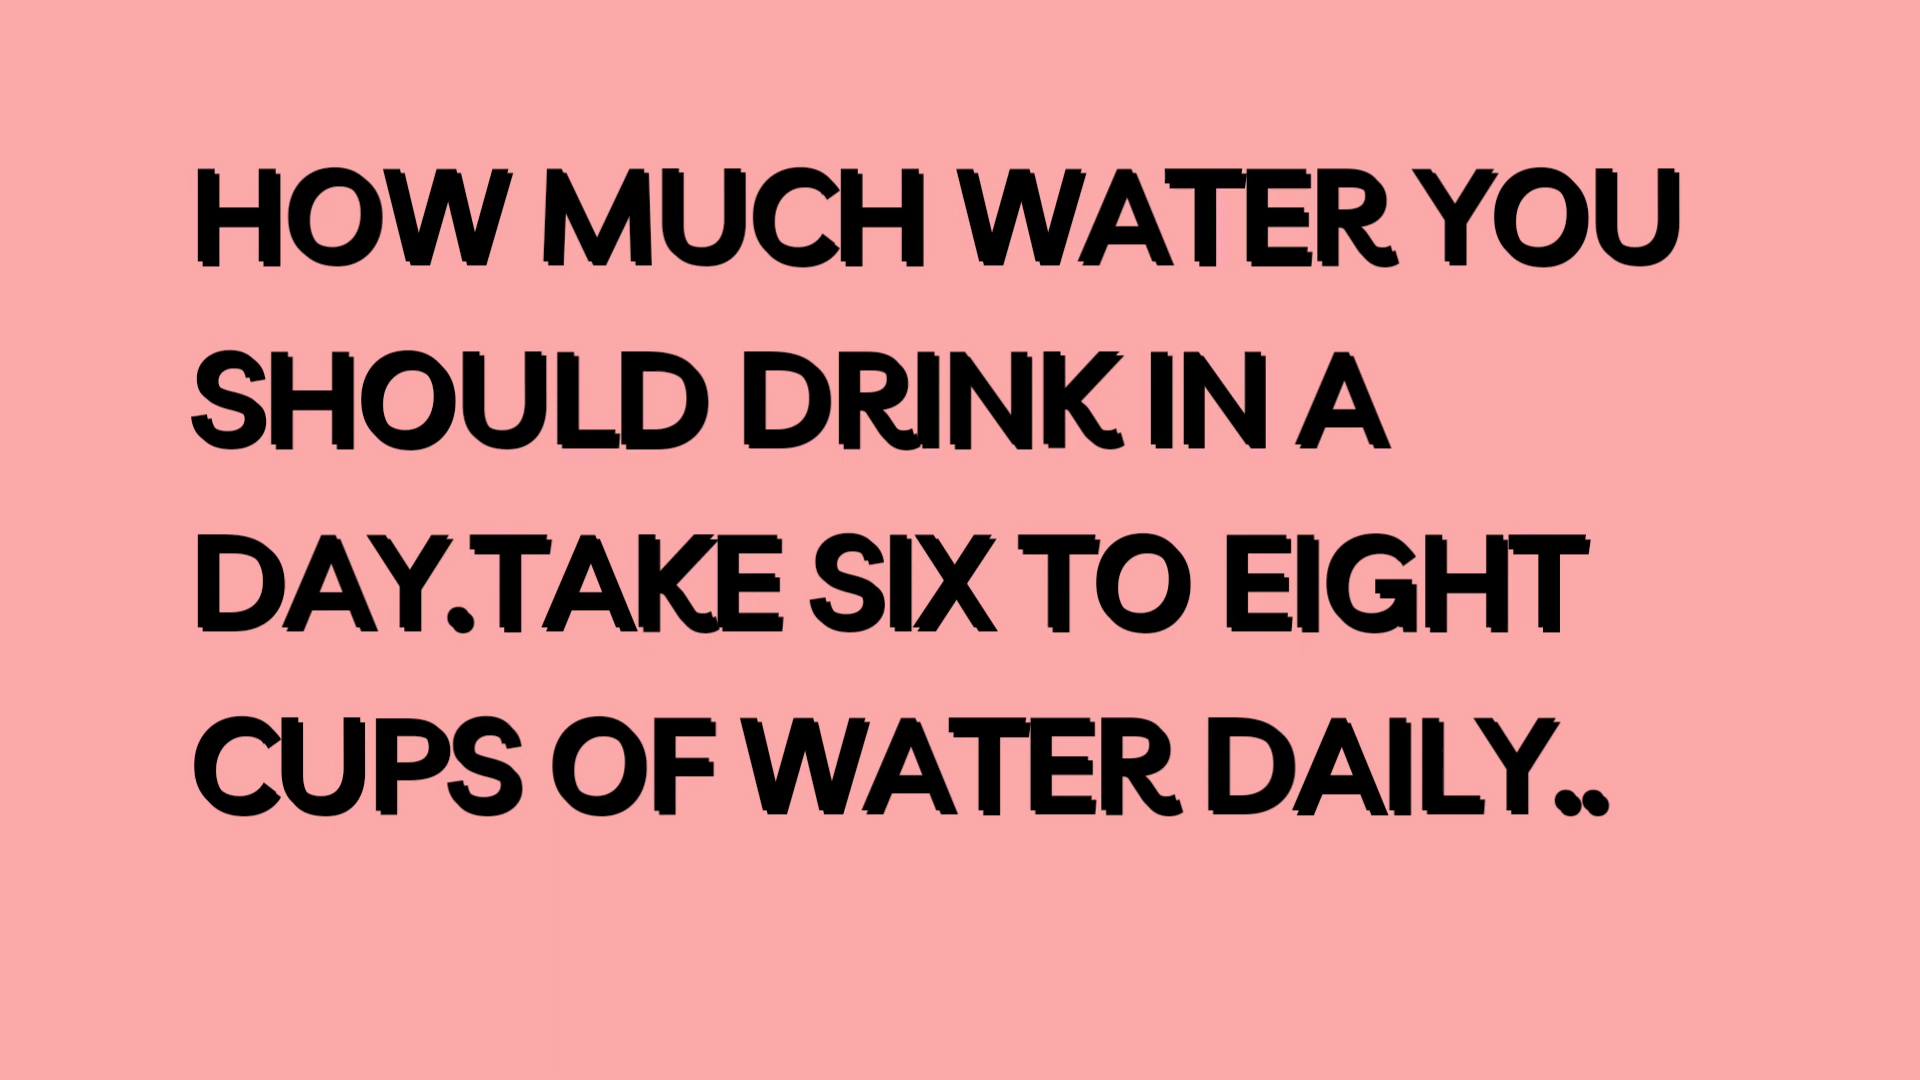 HOW MUCH WATER YOU
SHOULD DRINK IN A
DAY.TAKE SIX TO EIGHT
CUPS OF WATER DAILY..